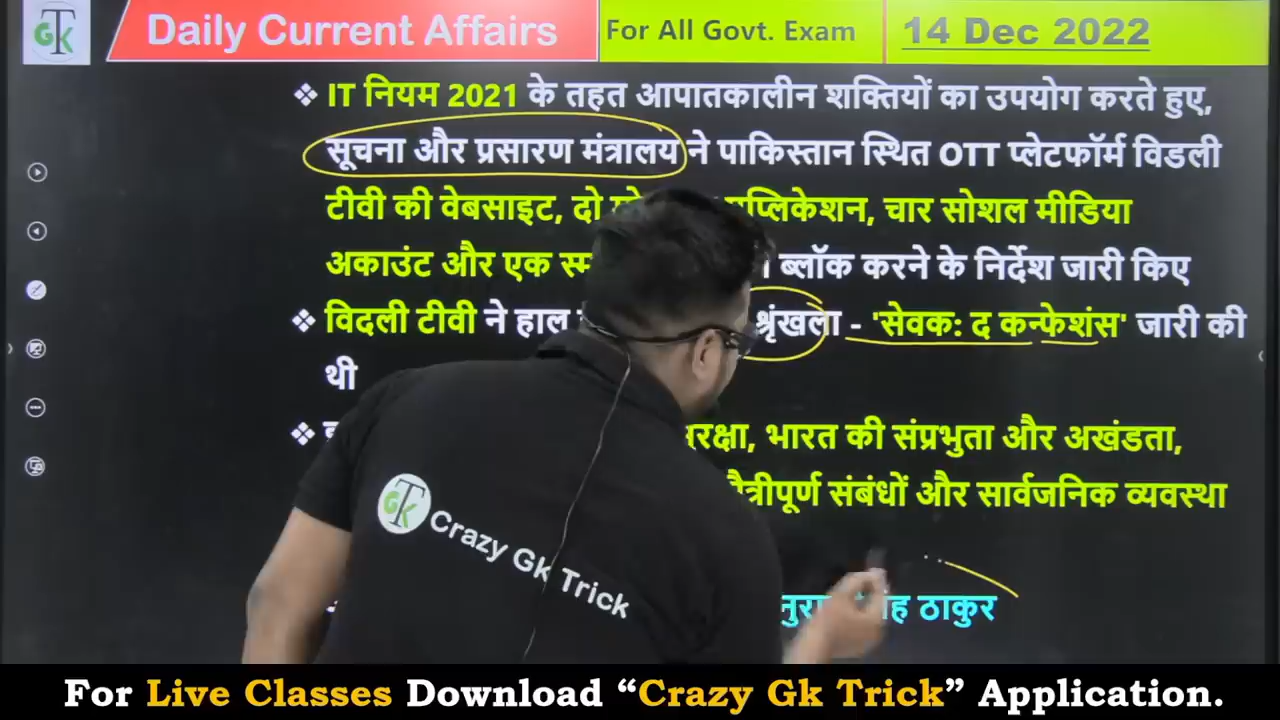 GTK
Daily Current Affairs
For All Govt. Exam
14 Dec 2022
❖ IT नियम 2021 के तहत आपातकालीन शक्तियों का उपयोग करते हुए,
सूचना और प्रसारण मंत्रालय ने पाकिस्तान स्थित OTT प्लेटफॉर्म विडली
टीवी की वेबसाइट, दो एप्लिकेशन, चार सोशल मीडिया
अकाउंट और एक ब्लॉक करने के निर्देश जारी किए
❖ विदली टीवी ने हाल श्रृंखला - 'सेवक: द कन्फेशंस' जारी की
थी
❖ भारत की संप्रभुता और अखंडता,
संबंधों और सार्वजनिक व्यवस्था
ठाकुर
GTK Crazy Gk Trick
For Live Classes Download “Crazy Gk Trick” Application.